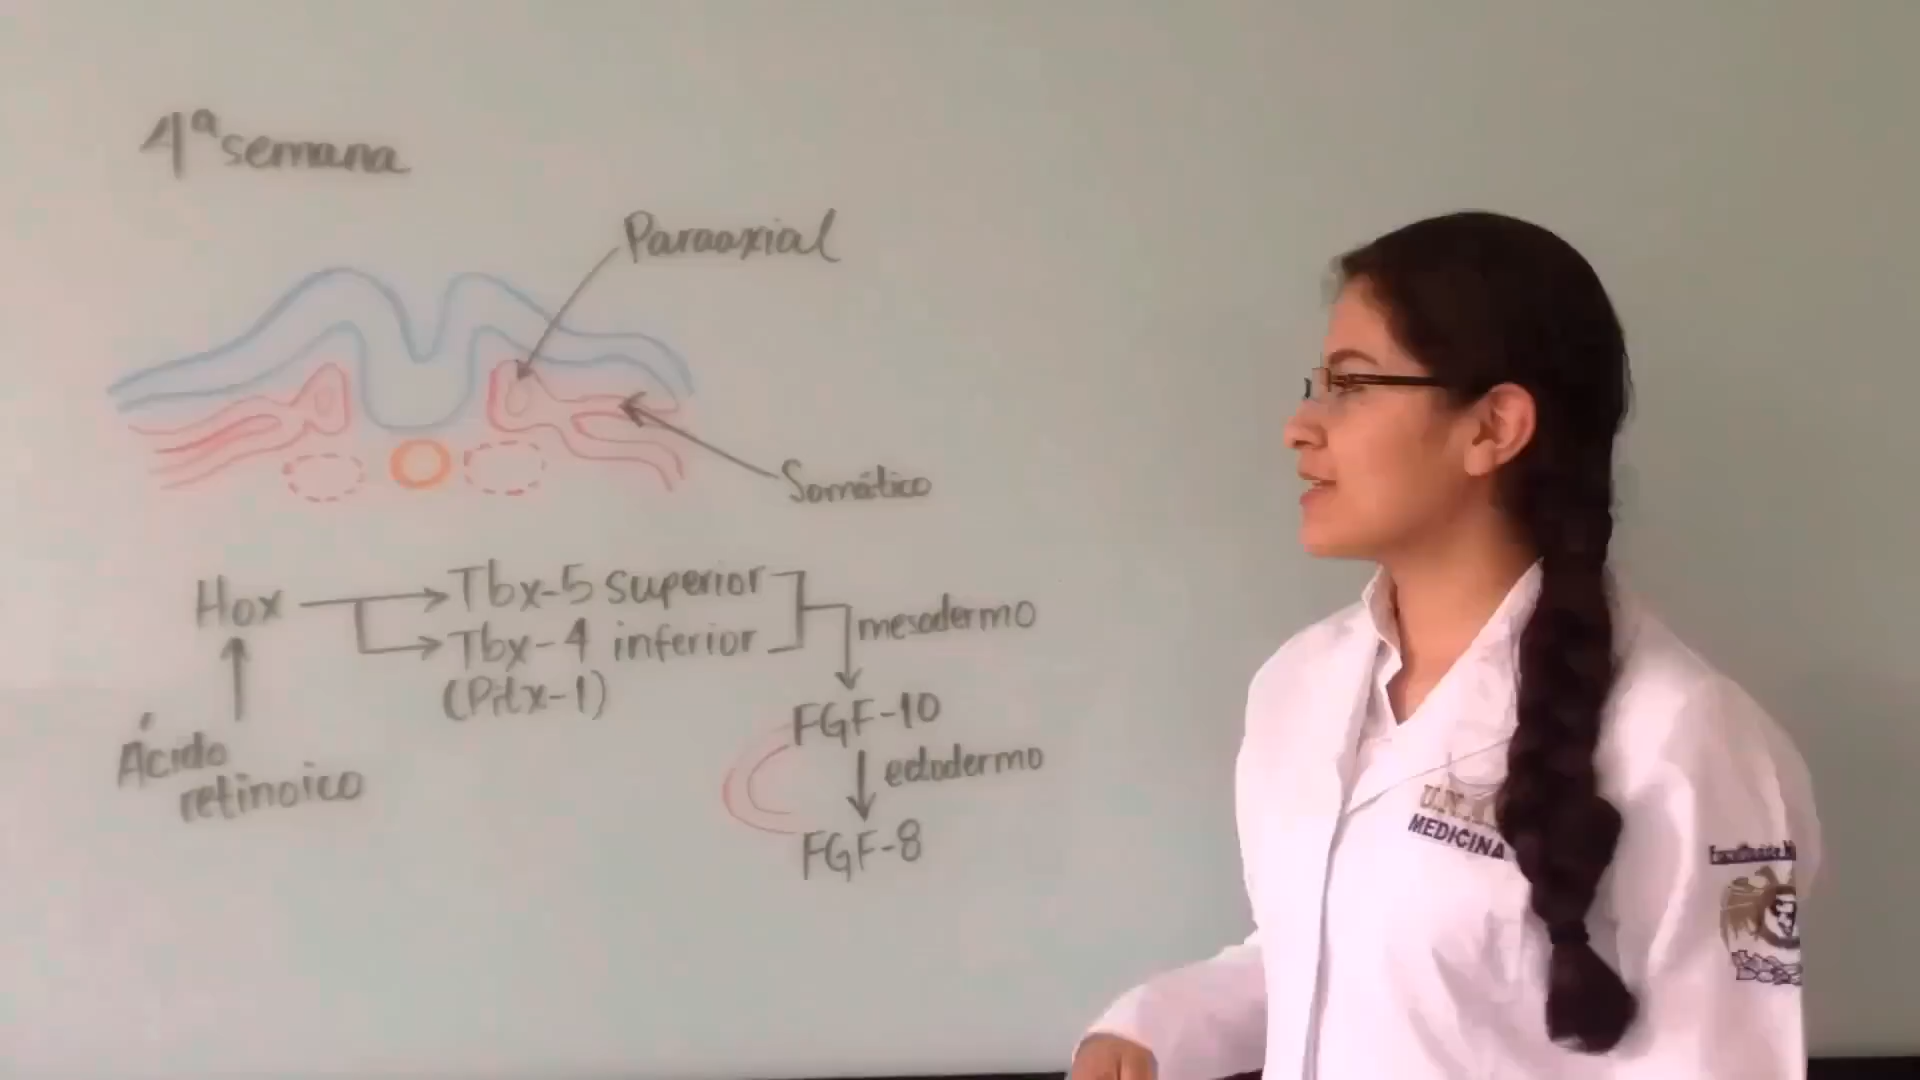 4ª semana
Paraaxial
Somático
Hox
Tbx-5 superior
Tbx-4 inferior
(Pitx-1)
mesodermo
Ácido
retinoico
FGF-10
ectodermo
FGF-8
MEDICINA